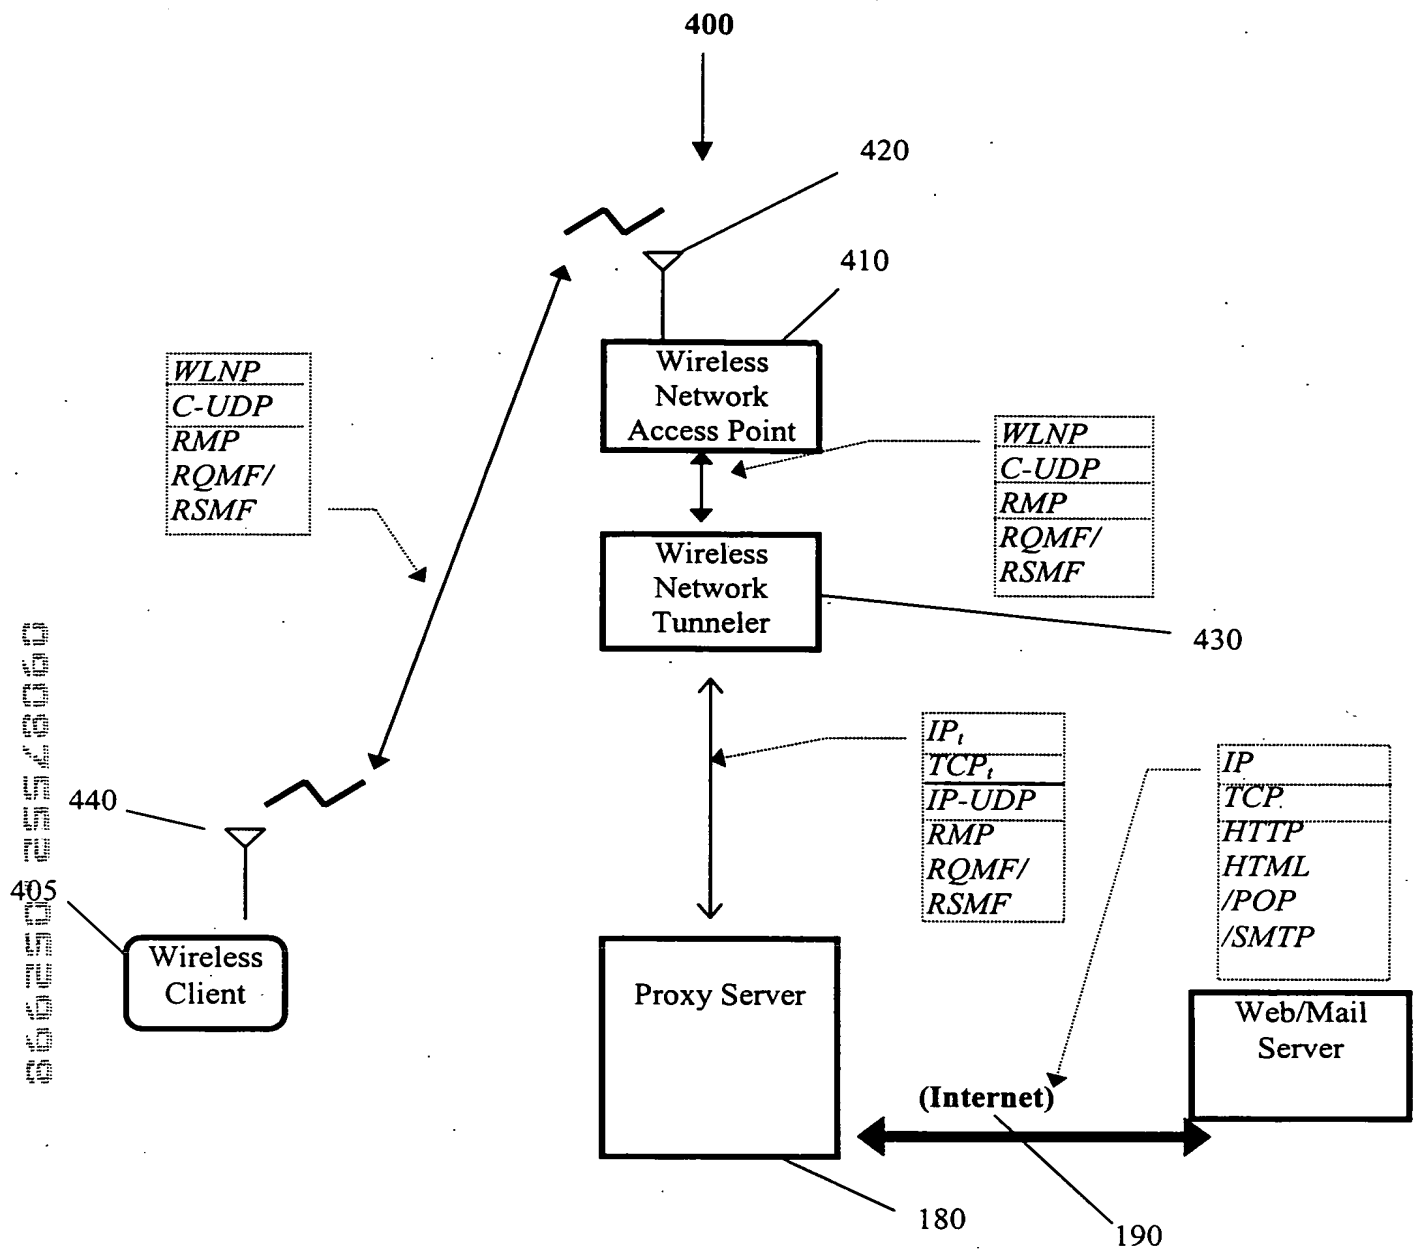 400
420
410
Wireless
Network
Access Point
WLNP
C-UDP
RMP
RQMF/
RSMF
WLNP
C-UDP
RMP
RQMF/
RSMF
Wireless
Network
Tunneler
430
IPt
TCPt
IP-UDP
RMP
RQMF/
RSMF
IP
TCP
HTTP
HTML
/POP
/SMTP
440
405
Wireless
Client
Proxy Server
Web/Mail
Server
(Internet)
180
190